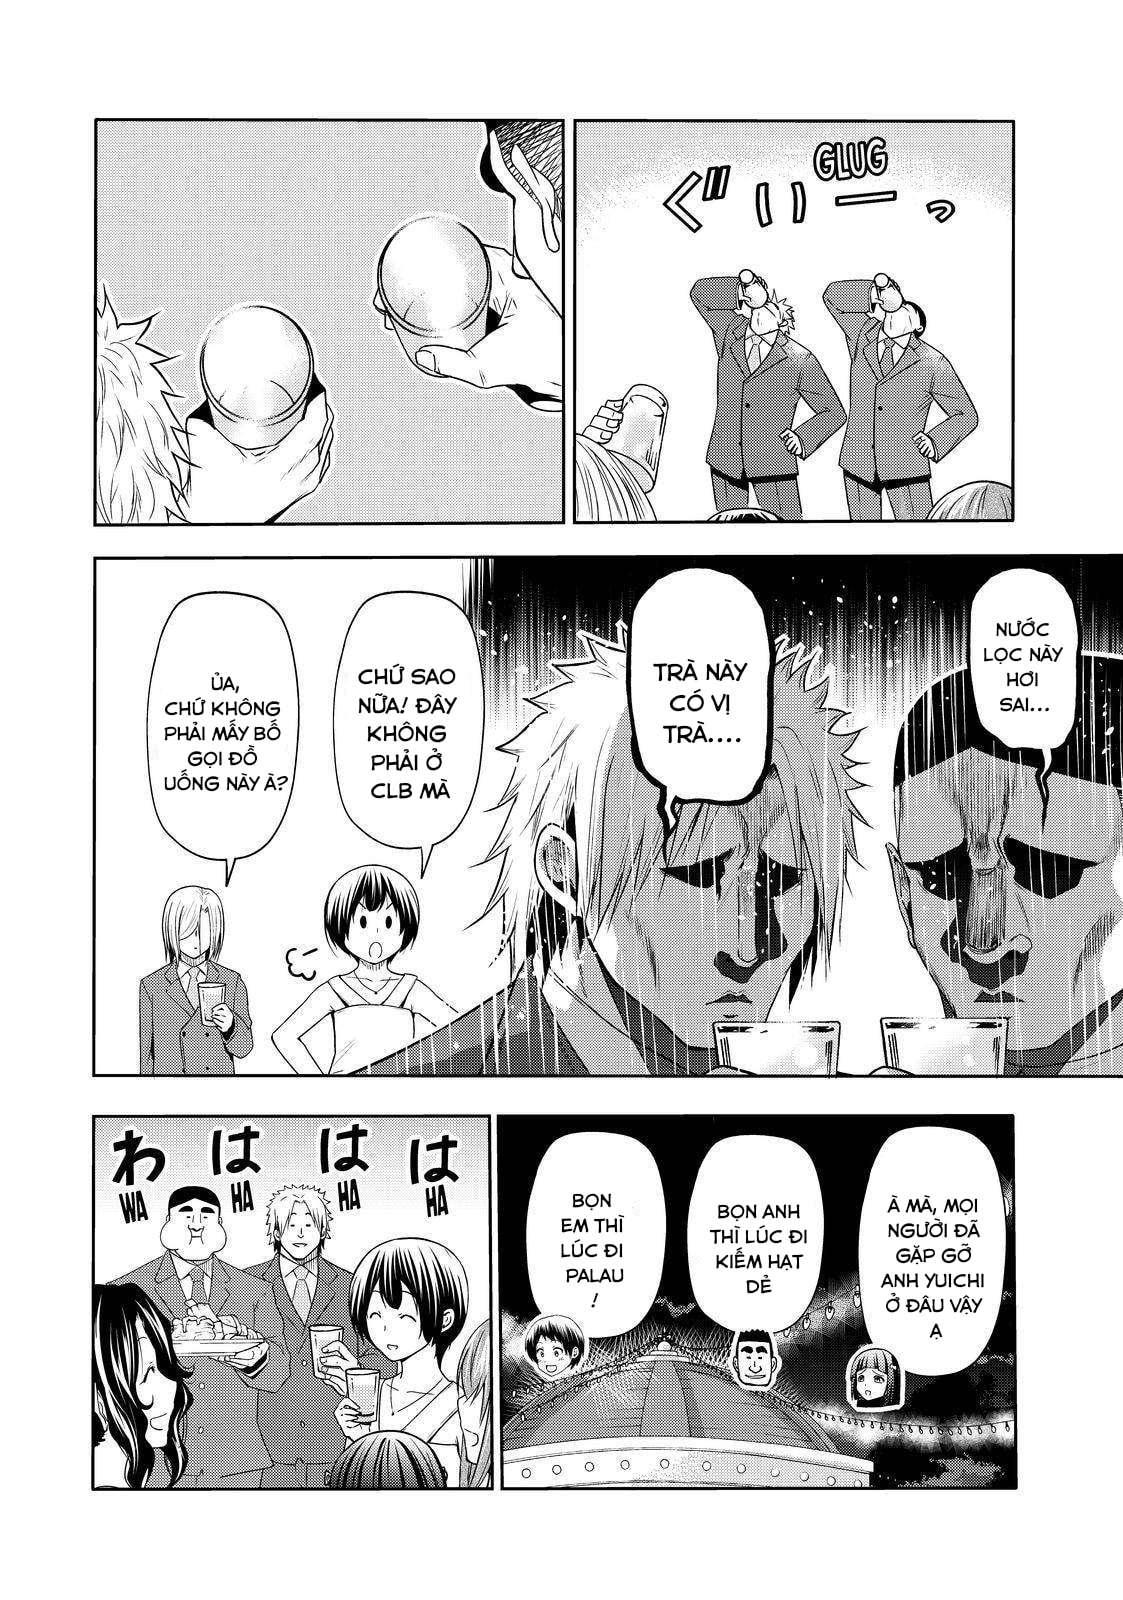 GLUG
ぐいーっ
NƯỚC
LỌC NÀY
HƠI
SAI...
TRÀ NÀY
CÓ VỊ
TRÀ....
CHỨ SAO
NỮA! ĐÂY
KHÔNG
PHẢI Ở
CLB MÀ
ỦA,
CHỨ KHÔNG
PHẢI MẤY BỐ
GỌI ĐỒ
UỐNG NÀY À?
À MÀ, MỌI
NGƯỜI ĐÃ
GẶP GỠ
ANH YUICHI
Ở ĐÂU VẬY
Ạ
BỌN ANH
THÌ LÚC ĐI
KIẾM HẠT
DẺ
BỌN
EM THÌ
LÚC ĐI
PALAU
!
わははは
WA HA HA HA